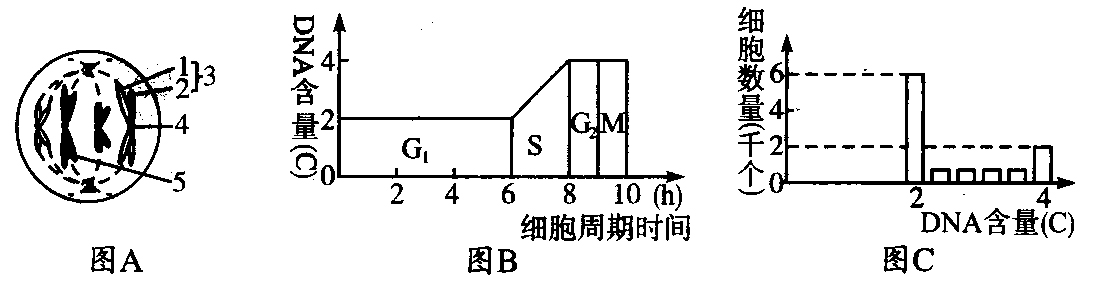 1
2
}3
4
5
图A
DNA含量(C)
4
2
0
G₁
S
G₂
M
2 4 6 8 10 (h)
细胞周期时间
图B
细胞数量(千个)
6
4
2
0
2 4
DNA含量(C)
图C